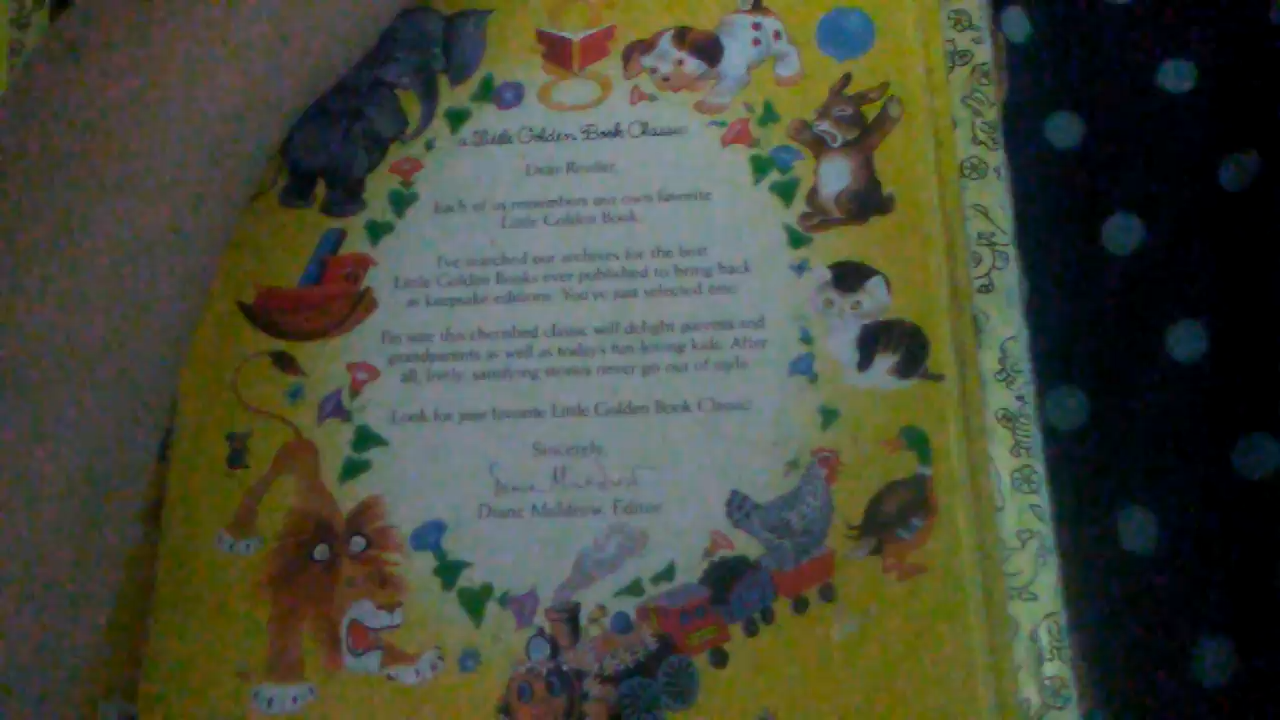 a Little Golden Book Classic
Dear Reader,
Each of us remembers our own favorite
Little Golden Book.
I've searched our archives for the best
Little Golden Books ever published to bring back
as keepsake editions. You've just selected one!
I'm sure this cherished classic will delight parents and
grandparents as well as today's fun-loving kids. After
all, lively, satisfying stories never go out of style.
Look for your favorite Little Golden Book Classic!
Sincerely,
Diane Muldrow
Diane Muldrow, Editor